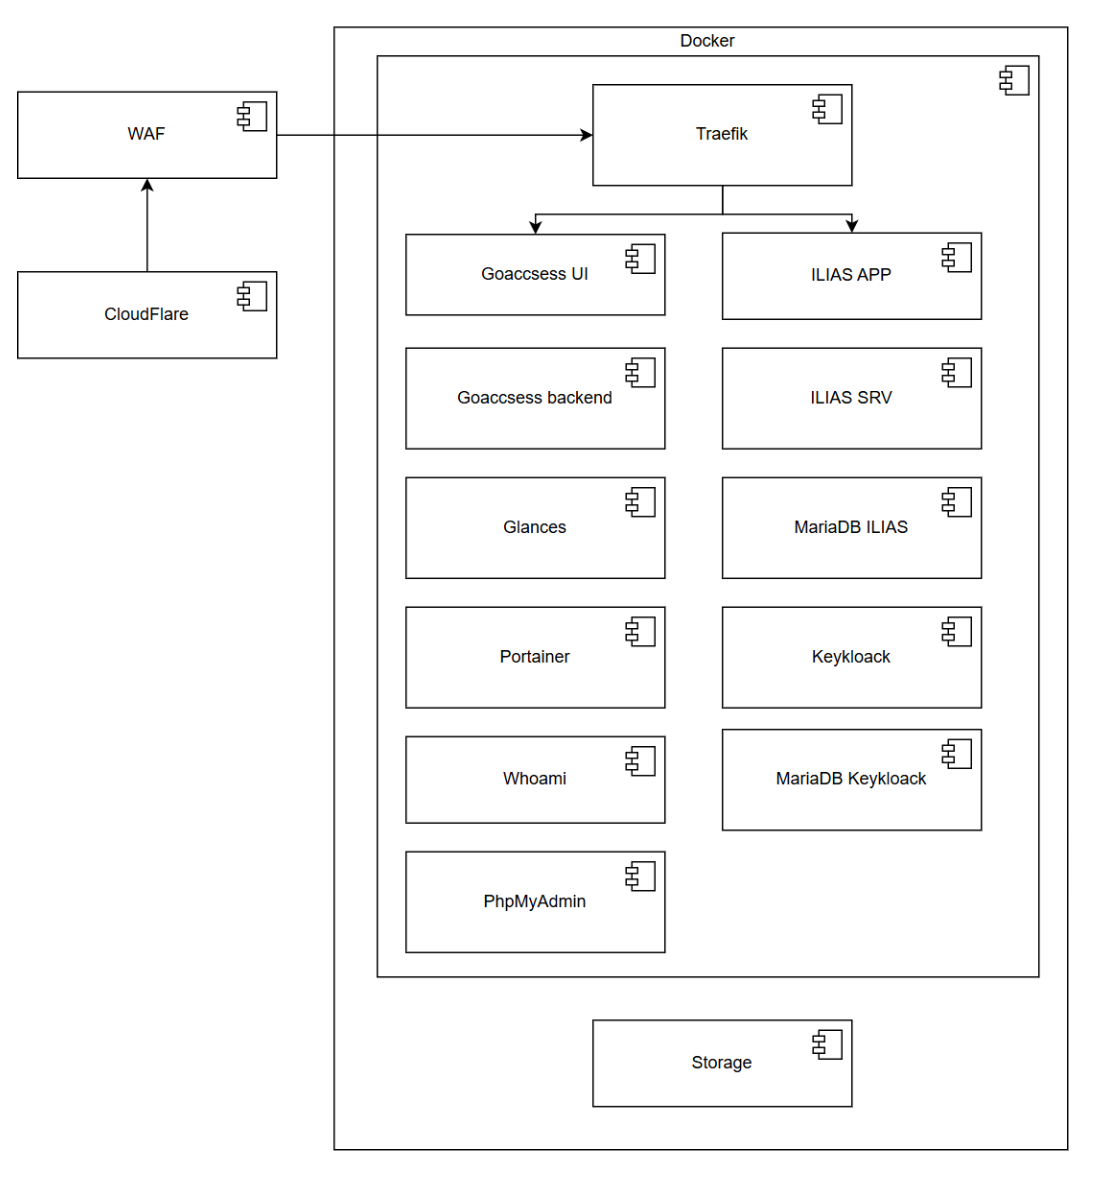 Docker
WAF
Traefik
CloudFlare
Goaccsess UI
ILIAS APP
Goaccsess backend
ILIAS SRV
Glances
MariaDB ILIAS
Portainer
Keykloack
Whoami
MariaDB Keykloack
PhpMyAdmin
Storage